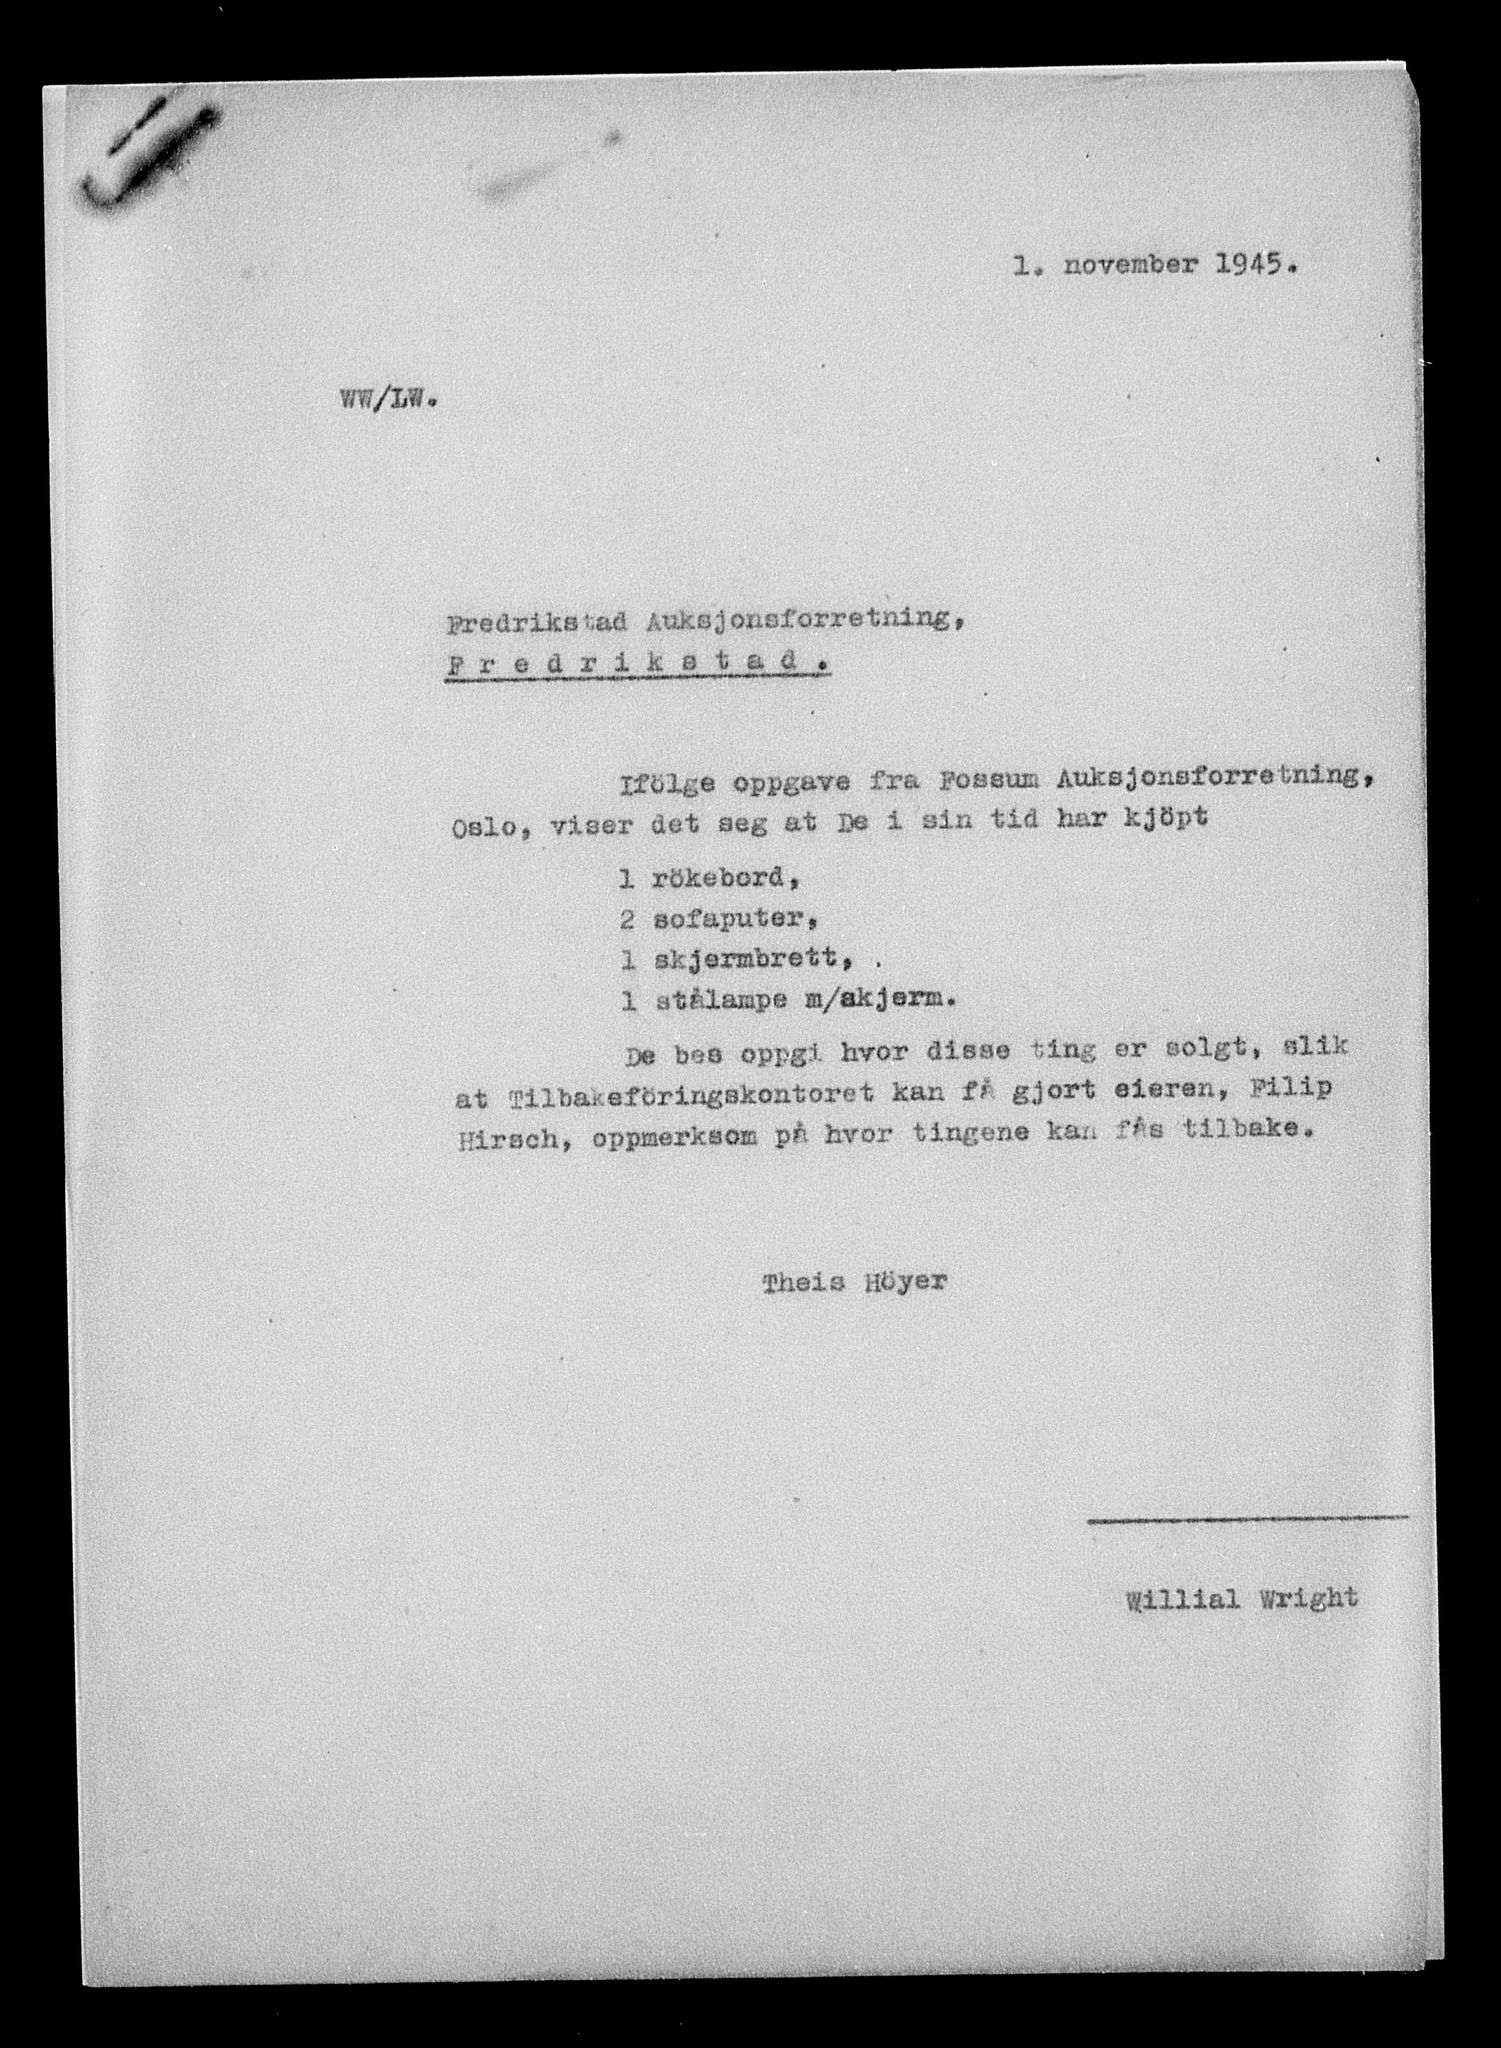 1. november 1945.
WW/LW.
Fredrikstad Auksjonsforretning,
F r e d r i k s t a d .
Ifölge oppgave fra Fossum Auksjonsforretning,
Oslo, viser det seg at De i sin tid har kjöpt
1 rökebord,
2 sofaputer,
1 skjermbrett, .
1 stålampe m/skjerm.
De bes oppgi hvor disse ting er solgt, slik
at Tilbakeföringskontoret kan få gjort eieren, Filip
Hirsch, oppmerksom på hvor tingene kan fås tilbake.
Theis Höyer
Willial Wright